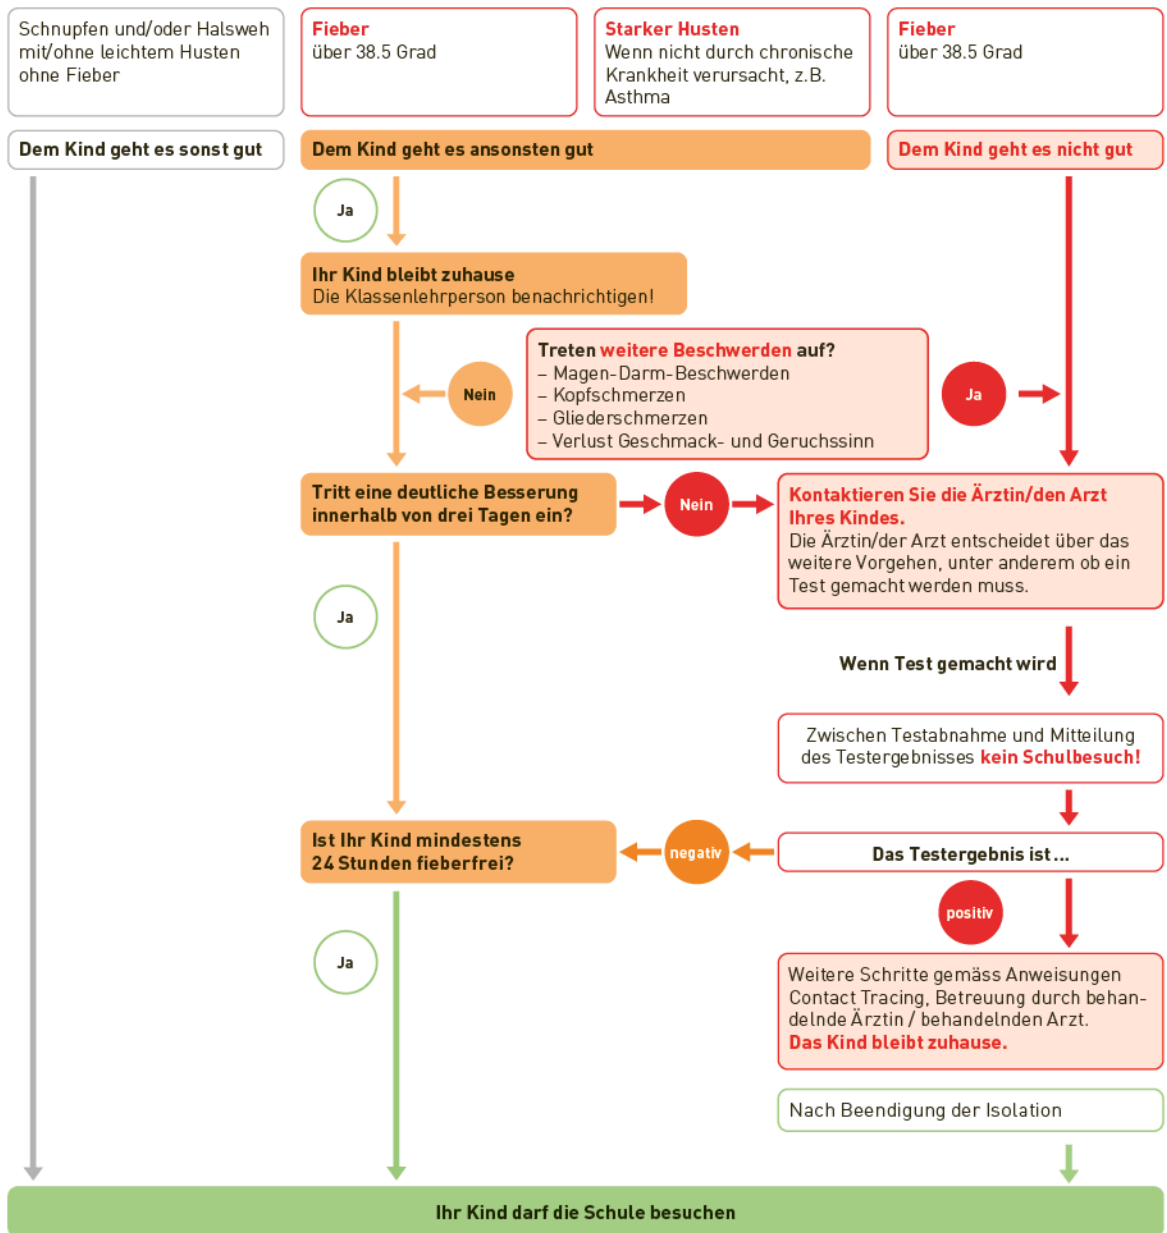 Schnupfen und/oder Halsweh
mit/ohne leichtem Husten
ohne Fieber
Fieber
über 38.5 Grad
Starker Husten
Wenn nicht durch chronische
Krankheit verursacht, z.B.
Asthma
Fieber
über 38.5 Grad
Dem Kind geht es sonst gut
Dem Kind geht es ansonsten gut
Dem Kind geht es nicht gut
Ja
Ihr Kind bleibt zuhause
Die Klassenlehrperson benachrichtigen!
Nein
Treten weitere Beschwerden auf?
– Magen-Darm-Beschwerden
– Kopfschmerzen
– Gliederschmerzen
– Verlust Geschmack- und Geruchssinn
Ja
Tritt eine deutliche Besserung
innerhalb von drei Tagen ein?
Nein
Kontaktieren Sie die Ärztin/den Arzt
Ihres Kindes.
Die Ärztin/der Arzt entscheidet über das
weitere Vorgehen, unter anderem ob ein
Test gemacht werden muss.
Ja
Wenn Test gemacht wird
Zwischen Testabnahme und Mitteilung
des Testergebnisses kein Schulbesuch!
Ist Ihr Kind mindestens
24 Stunden fieberfrei?
negativ
Das Testergebnis ist ...
positiv
Ja
Weitere Schritte gemäss Anweisungen
Contact Tracing, Betreuung durch behan-
delnde Ärztin / behandelnden Arzt.
Das Kind bleibt zuhause.
Nach Beendigung der Isolation
Ihr Kind darf die Schule besuchen